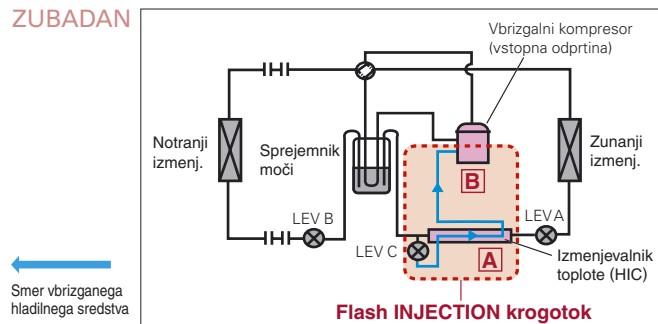 ZUBADAN
Vbrizgalni kompresor
(vstopna odprtina)
Notranji
izmenj.
Sprejemnik
moči
Zunanji
izmenj.
B
LEV B
LEV A
LEV C
A
Izmenjevalnik
toplote (HIC)
Smer vbrizganega
hladilnega sredstva
Flash INJECTION krogotok